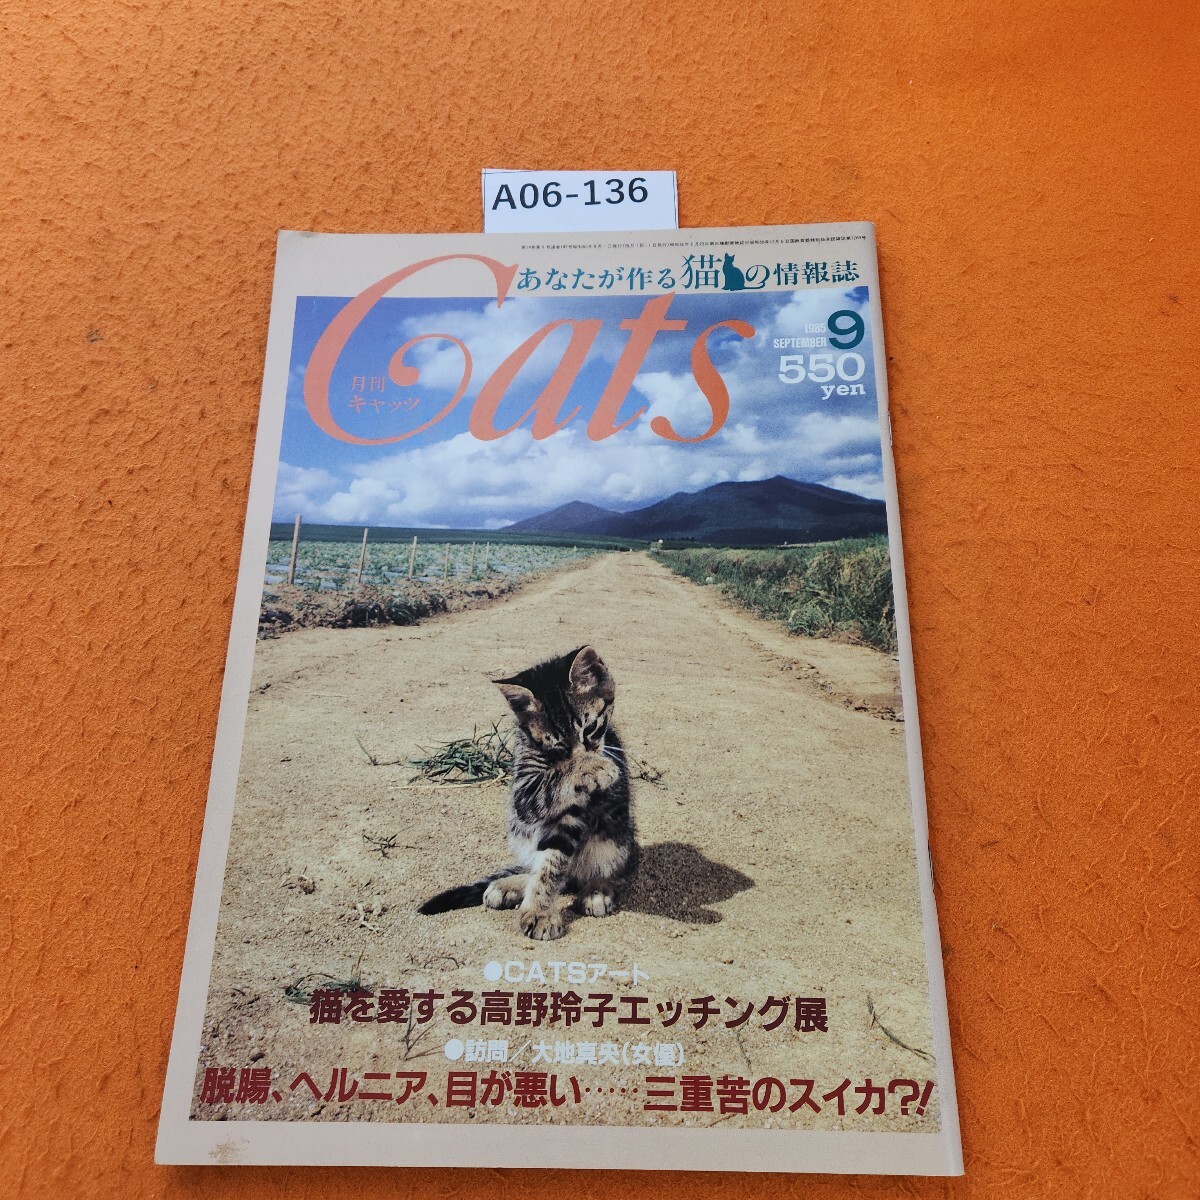 A06-136
あなたが作る猫の情報誌
Cats
月刊
キャッツ
1985
SEPTEMBER 9
550
yen
●CATSアート
猫を愛する高野玲子エッチング展
●訪問/大地真央(女優)
脱腸、ヘルニア、目が悪い……三重苦のスイカ?!